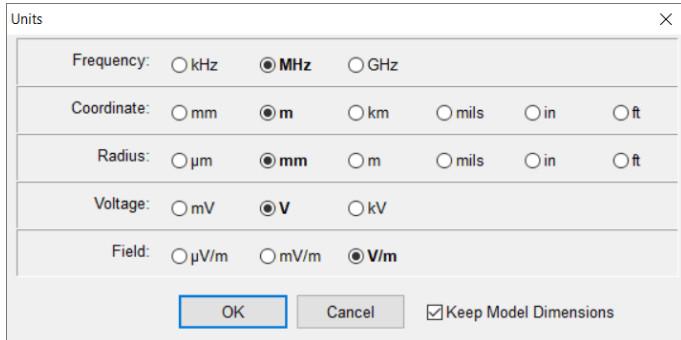 Units
Frequency: kHz MHz GHz
Coordinate: mm m km mils in ft
Radius: µm mm m mils in ft
Voltage: mV V kV
Field: µV/m mV/m V/m
OK Cancel Keep Model Dimensions